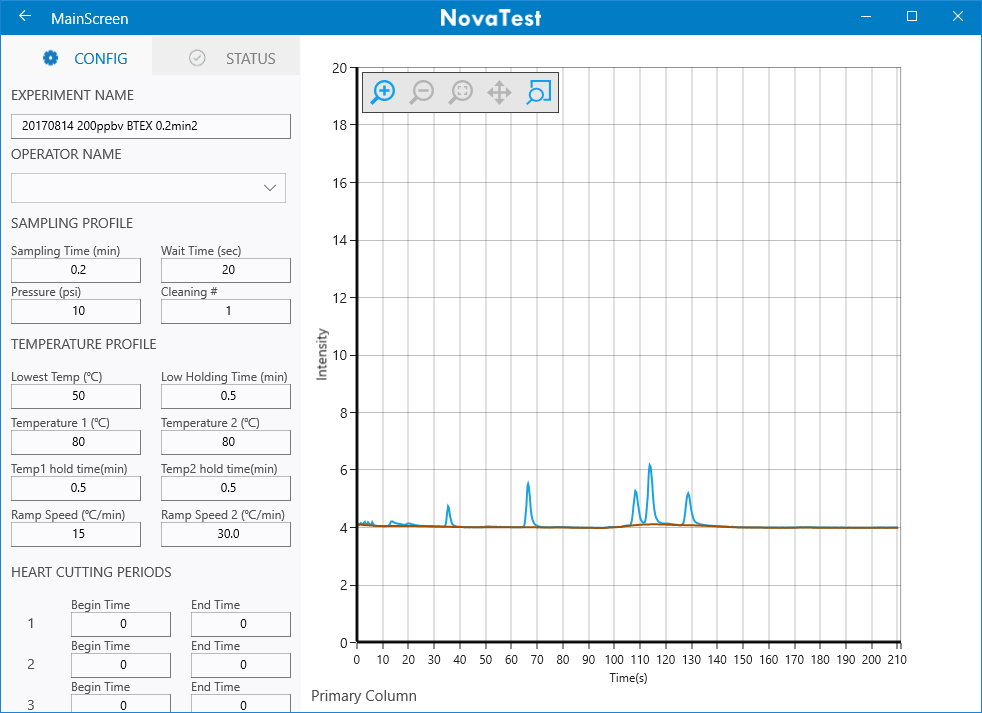 MainScreen
NovaTest
CONFIG
STATUS
EXPERIMENT NAME
20170814 200ppbv BTEX 0.2min2
OPERATOR NAME
SAMPLING PROFILE
Sampling Time (min) Wait Time (sec)
0.2 20
Pressure (psi) Cleaning #
10 1
TEMPERATURE PROFILE
Lowest Temp (℃) Low Holding Time (min)
50 0.5
Temperature 1 (℃) Temperature 2 (℃)
80 80
Temp1 hold time(min) Temp2 hold time(min)
0.5 0.5
Ramp Speed (℃/min) Ramp Speed 2 (℃/min)
15 30.0
HEART CUTTING PERIODS
Begin Time End Time
1 0 0
Begin Time End Time
2 0 0
Begin Time End Time
3 0 0
20
18
16
14
12
10
8
6
4
2
0
Intensity
0 10 20 30 40 50 60 70 80 90 100 110 120 130 140 150 160 170 180 190 200 210
Time(s)
Primary Column